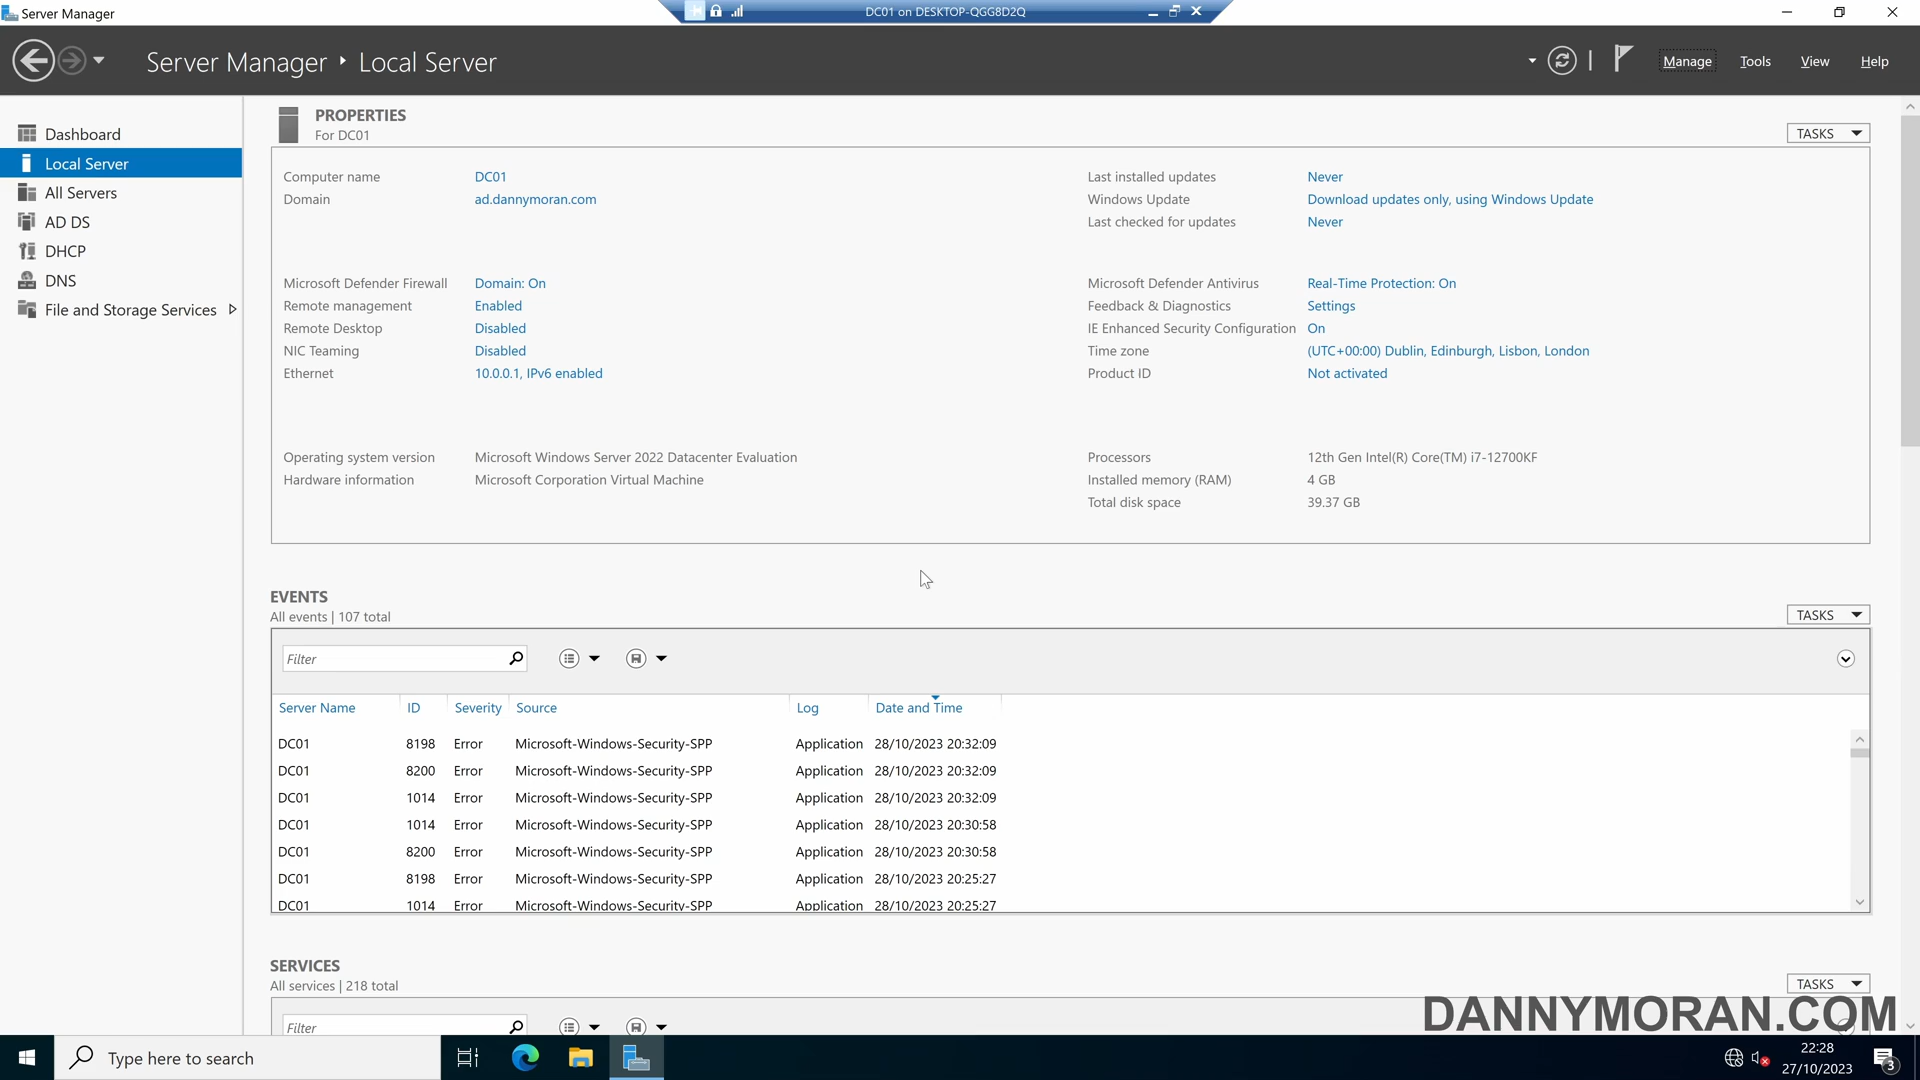 Server Manager
DC01 on DESKTOP-QGG8D2Q
Server Manager ‣ Local Server
Manage Tools View Help
Dashboard
Local Server
All Servers
AD DS
DHCP
DNS
File and Storage Services
PROPERTIES
For DC01
TASKS
Computer name DC01
Domain ad.dannymoran.com
Last installed updates Never
Windows Update Download updates only, using Windows Update
Last checked for updates Never
Microsoft Defender Firewall Domain: On
Remote management Enabled
Remote Desktop Disabled
NIC Teaming Disabled
Ethernet 10.0.0.1, IPv6 enabled
Microsoft Defender Antivirus Real-Time Protection: On
Feedback & Diagnostics Settings
IE Enhanced Security Configuration On
Time zone (UTC+00:00) Dublin, Edinburgh, Lisbon, London
Product ID Not activated
Operating system version Microsoft Windows Server 2022 Datacenter Evaluation
Hardware information Microsoft Corporation Virtual Machine
Processors 12th Gen Intel(R) Core(TM) i7-12700KF
Installed memory (RAM) 4 GB
Total disk space 39.37 GB
EVENTS
All events | 107 total
TASKS
Filter
Server Name ID Severity Source Log Date and Time
DC01 8198 Error Microsoft-Windows-Security-SPP Application 28/10/2023 20:32:09
DC01 8200 Error Microsoft-Windows-Security-SPP Application 28/10/2023 20:32:09
DC01 1014 Error Microsoft-Windows-Security-SPP Application 28/10/2023 20:32:09
DC01 1014 Error Microsoft-Windows-Security-SPP Application 28/10/2023 20:30:58
DC01 8200 Error Microsoft-Windows-Security-SPP Application 28/10/2023 20:30:58
DC01 8198 Error Microsoft-Windows-Security-SPP Application 28/10/2023 20:25:27
DC01 1014 Error Microsoft-Windows-Security-SPP Application 28/10/2023 20:25:27
SERVICES
All services | 218 total
TASKS
Filter
DANNYMORAN.COM
Type here to search
22:28
27/10/2023
3